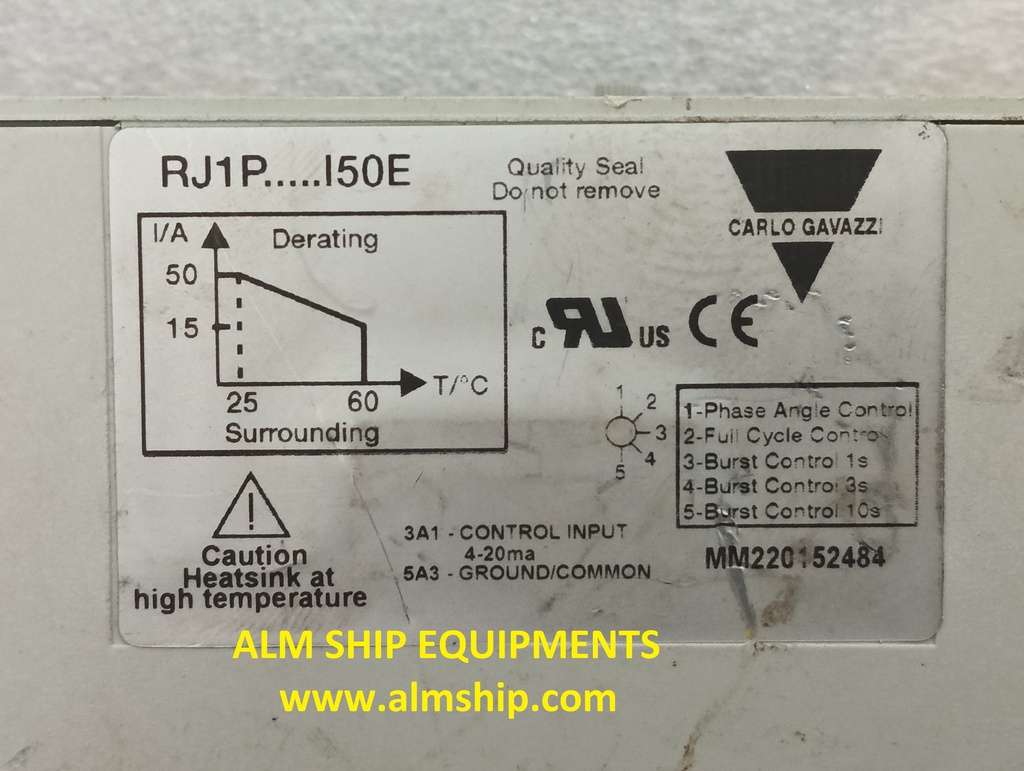 RJ1P.....I50E
Quality Seal
Do not remove
CARLO GAVAZZI
I/A
Derating
50
15
25
60
T/°C
Surrounding
C
RU
US
CE
1
2
3
4
5
1-Phase Angle Control
2-Full Cycle Control
3-Burst Control 1s
4-Burst Control 3s
5-Burst Control 10s
!
Caution
Heatsink at
high temperature
3A1 - CONTROL INPUT
4-20ma
5A3 - GROUND/COMMON
MM220152484
ALM SHIP EQUIPMENTS
www.almship.com